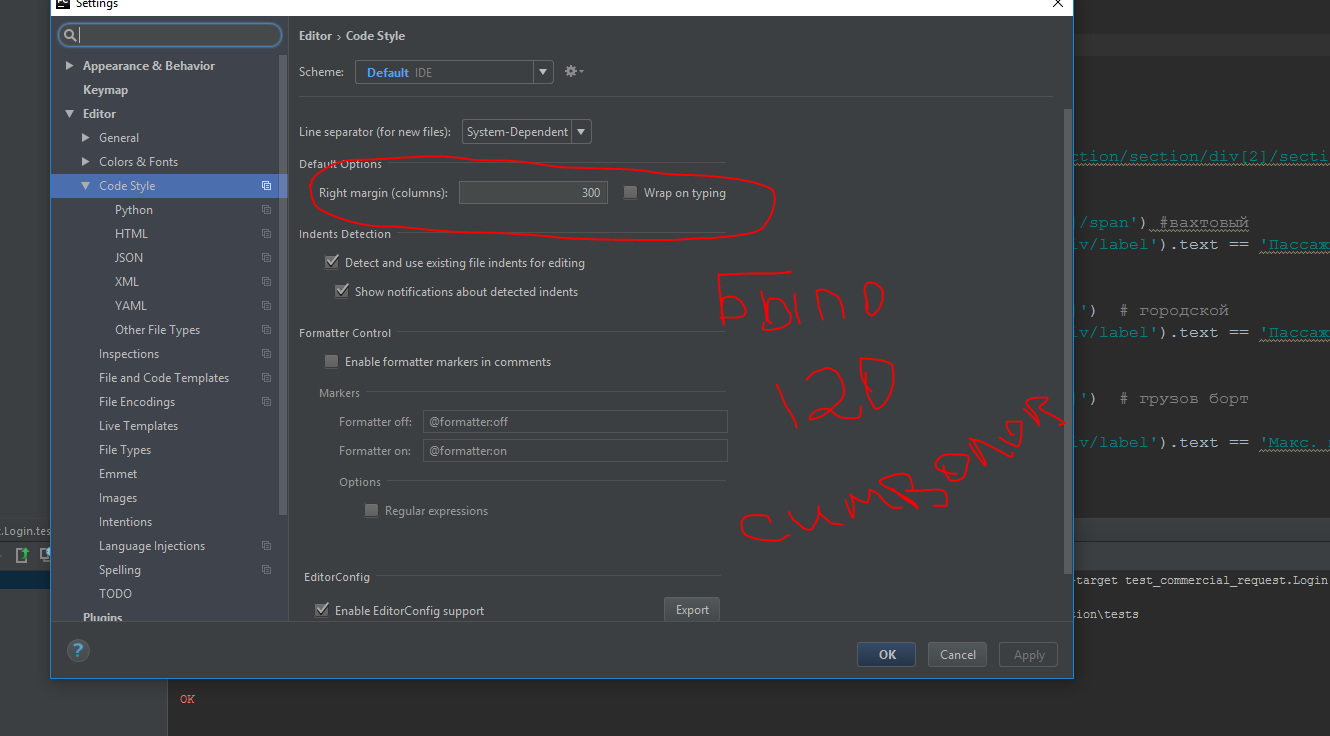 Settings
Editor › Code Style
Appearance & Behavior
Keymap
Editor
General
Colors & Fonts
Code Style
Python
HTML
JSON
XML
YAML
Other File Types
Inspections
File and Code Templates
File Encodings
Live Templates
File Types
Emmet
Images
Intentions
Language Injections
Spelling
TODO
Plugins
Scheme: Default IDE
Line separator (for new files): System-Dependent
Default Options
Right margin (columns): 300 Wrap on typing
Indents Detection
Detect and use existing file indents for editing
Show notifications about detected indents
Formatter Control
Enable formatter markers in comments
Markers
Formatter off: @formatter:off
Formatter on: @formatter:on
Options
Regular expressions
EditorConfig
Enable EditorConfig support Export
? OK Cancel Apply
было
120
символов
ction/section/div[2]/secti
]/span') #вахтовый
iv/label').text == 'Пассаж
]') # городской
iv/label').text == 'Пассаж
]') # грузов борт
iv/label').text == 'Макс.
t.Login.tes
-target test_commercial_request.Login
tion\tests
OK